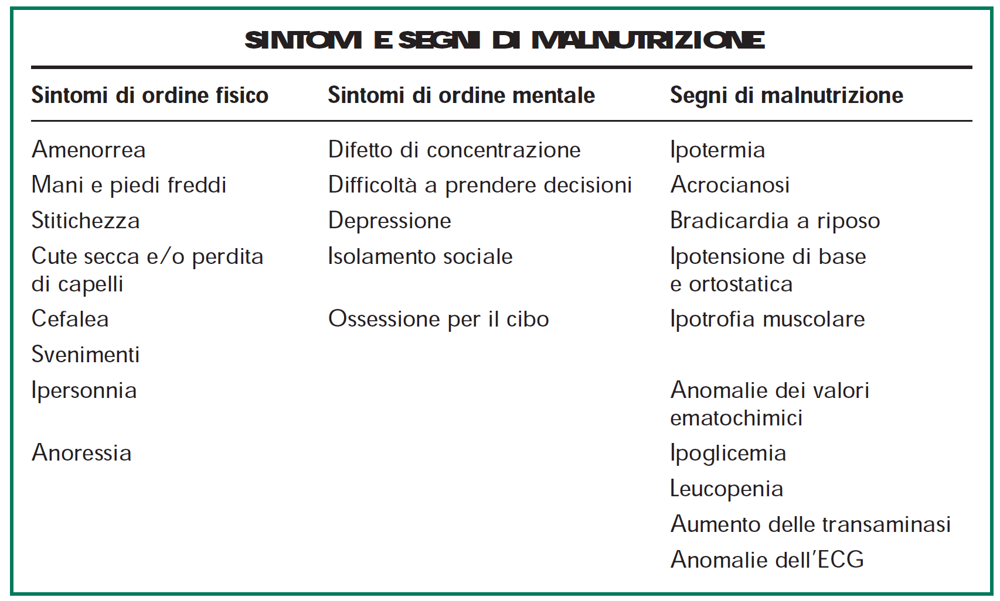 SINTOMI E SEGNI DI MALNUTRIZIONE
Sintomi di ordine fisico Sintomi di ordine mentale Segni di malnutrizione
Amenorrea Difetto di concentrazione Ipotermia
Mani e piedi freddi Difficoltà a prendere decisioni Acrocianosi
Stitichezza Depressione Bradicardia a riposo
Cute secca e/o perdita Isolamento sociale Ipotensione di base
di capelli e ortostatica
Cefalea Ossessione per il cibo Ipotrofia muscolare
Svenimenti
Ipersonnia Anomalie dei valori
ematochimici
Anoressia Ipoglicemia
Leucopenia
Aumento delle transaminasi
Anomalie dell'ECG